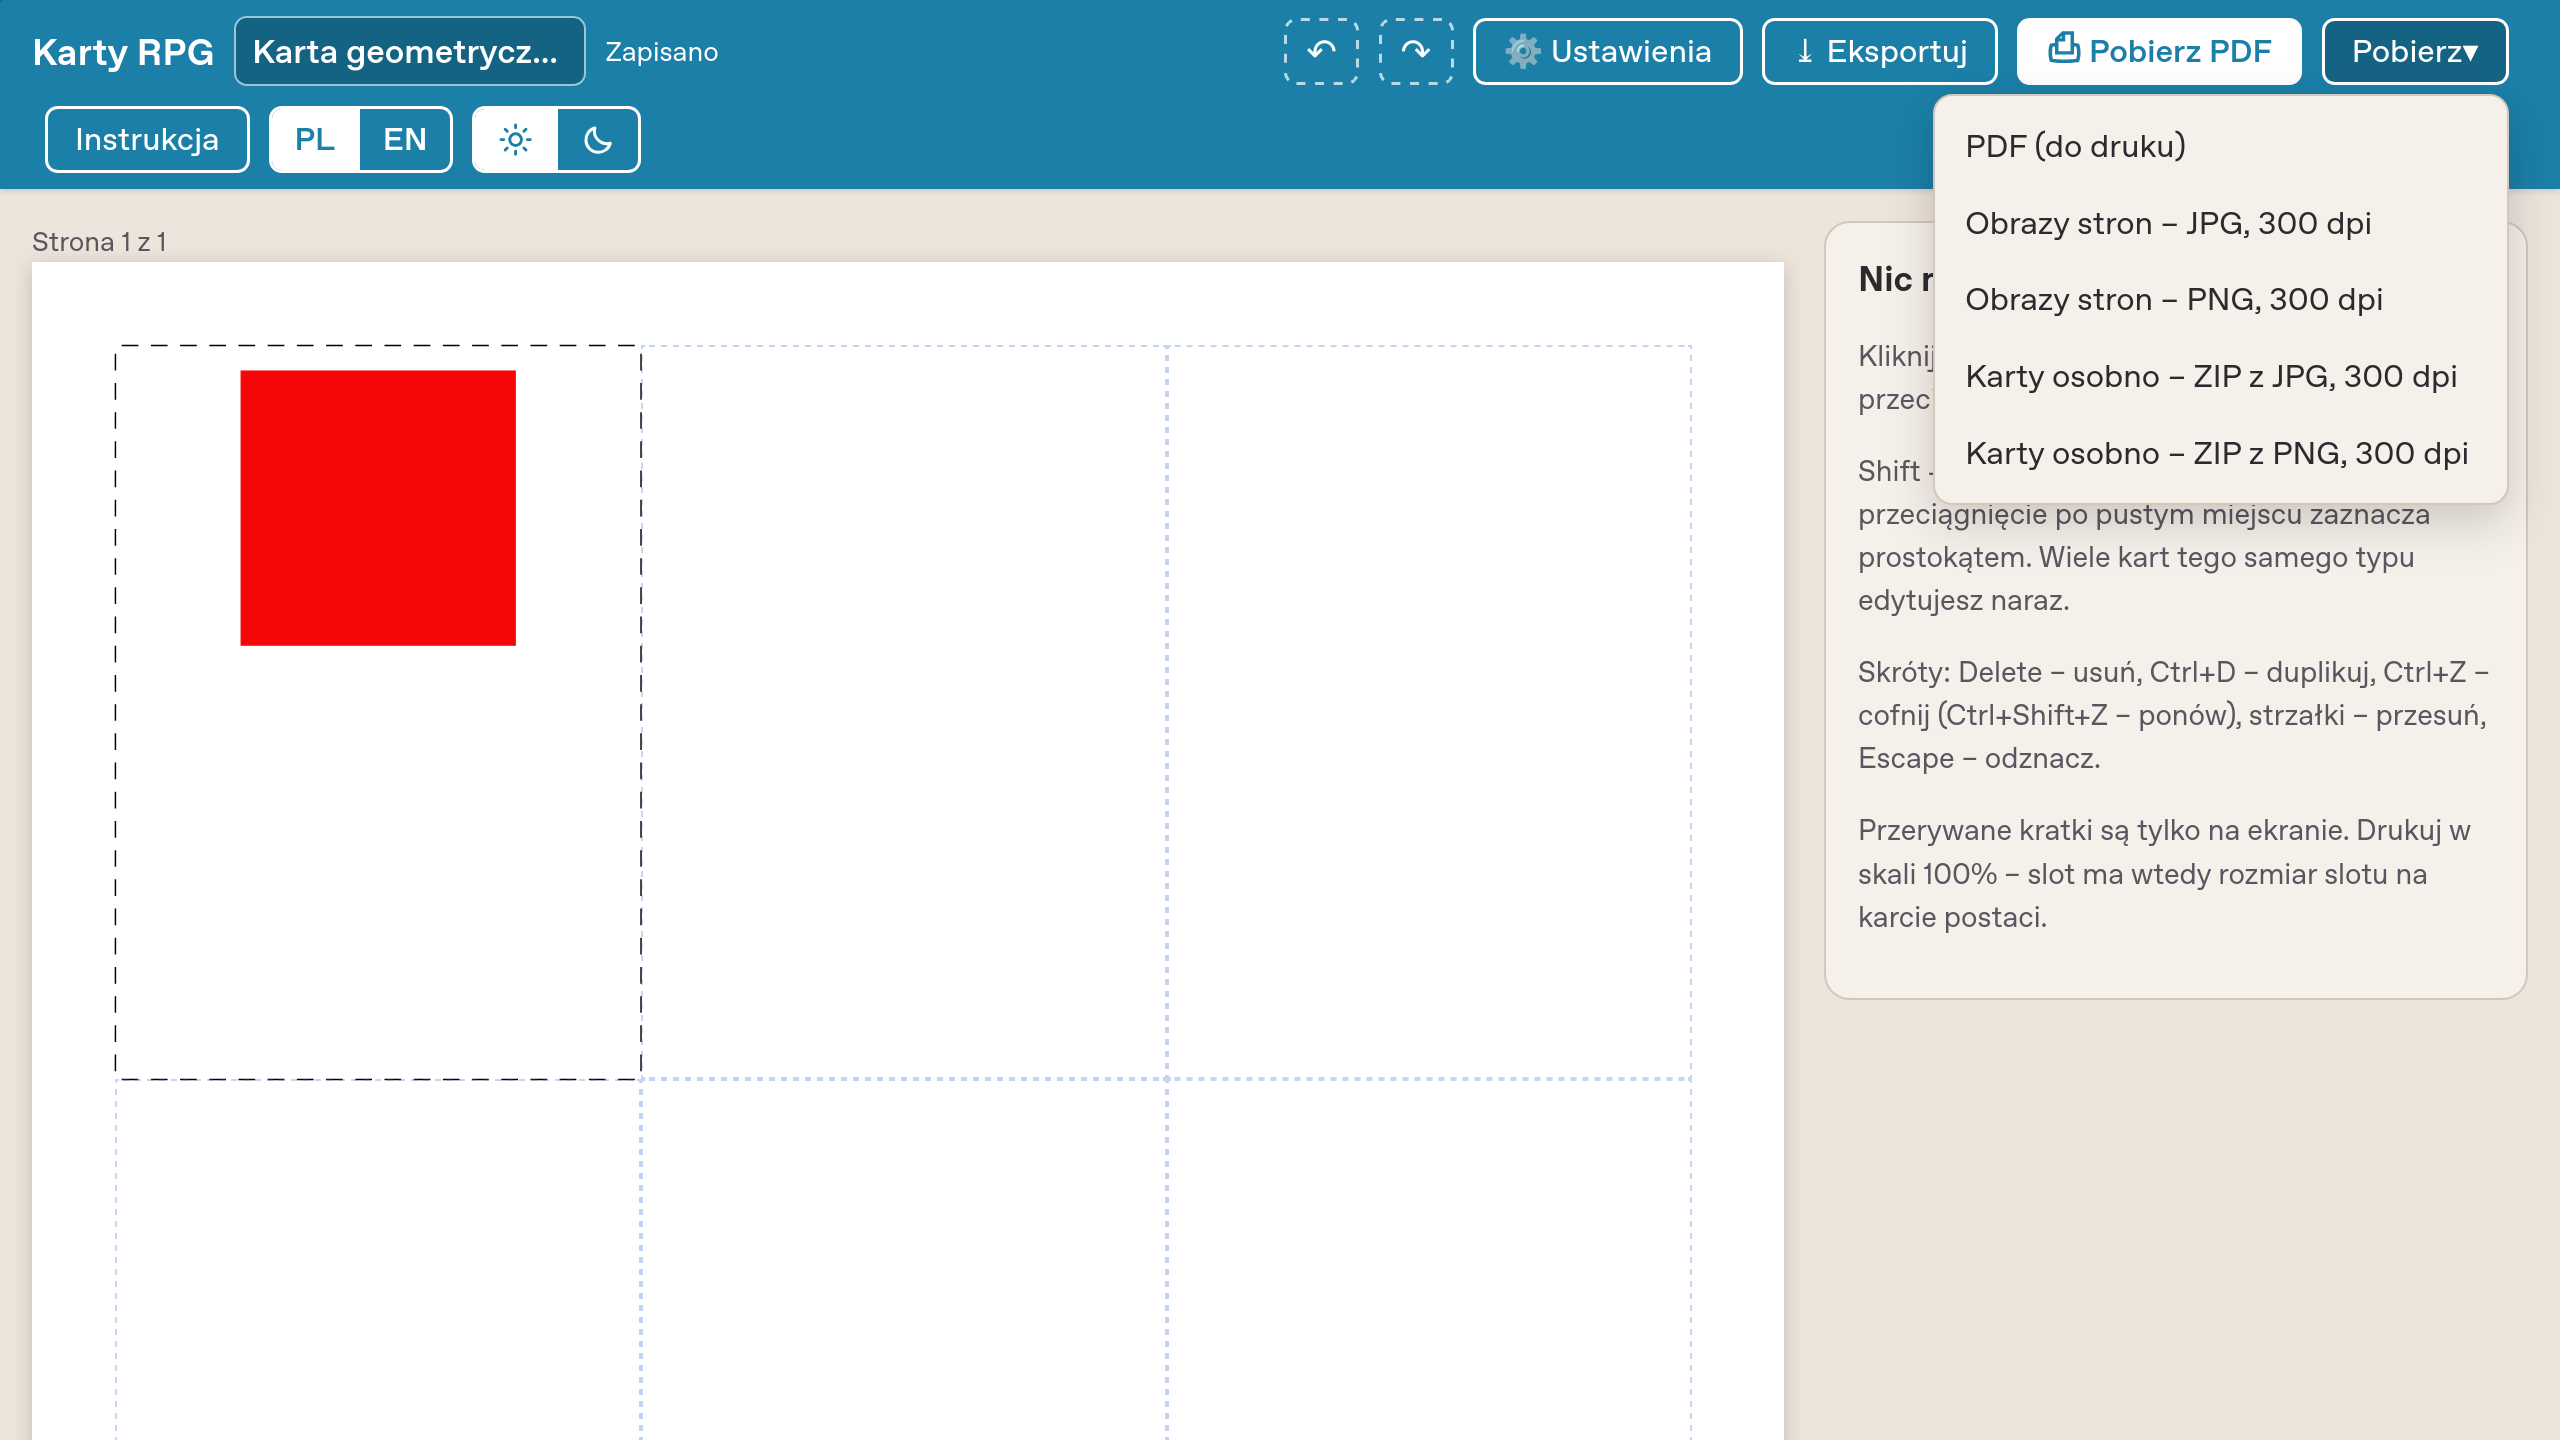 Karty RPG
Karta geometrycz...
Zapisano
↶
↷
⚙ Ustawienia
⤓ Eksportuj
Pobierz PDF
Pobierz▾
Instrukcja
PL
EN
PDF (do druku)
Obrazy stron – JPG, 300 dpi
Obrazy stron – PNG, 300 dpi
Karty osobno – ZIP z JPG, 300 dpi
Karty osobno – ZIP z PNG, 300 dpi
Strona 1 z 1
Nic
Shift
przeciągnięcie po pustym miejscu zaznacza
prostokątem. Wiele kart tego samego typu
edytujesz naraz.
Skróty: Delete – usuń, Ctrl+D – duplikuj, Ctrl+Z –
cofnij (Ctrl+Shift+Z – ponów), strzałki – przesuń,
Escape – odznacz.
Przerywane kratki są tylko na ekranie. Drukuj w
skali 100% – slot ma wtedy rozmiar slotu na
karcie postaci.